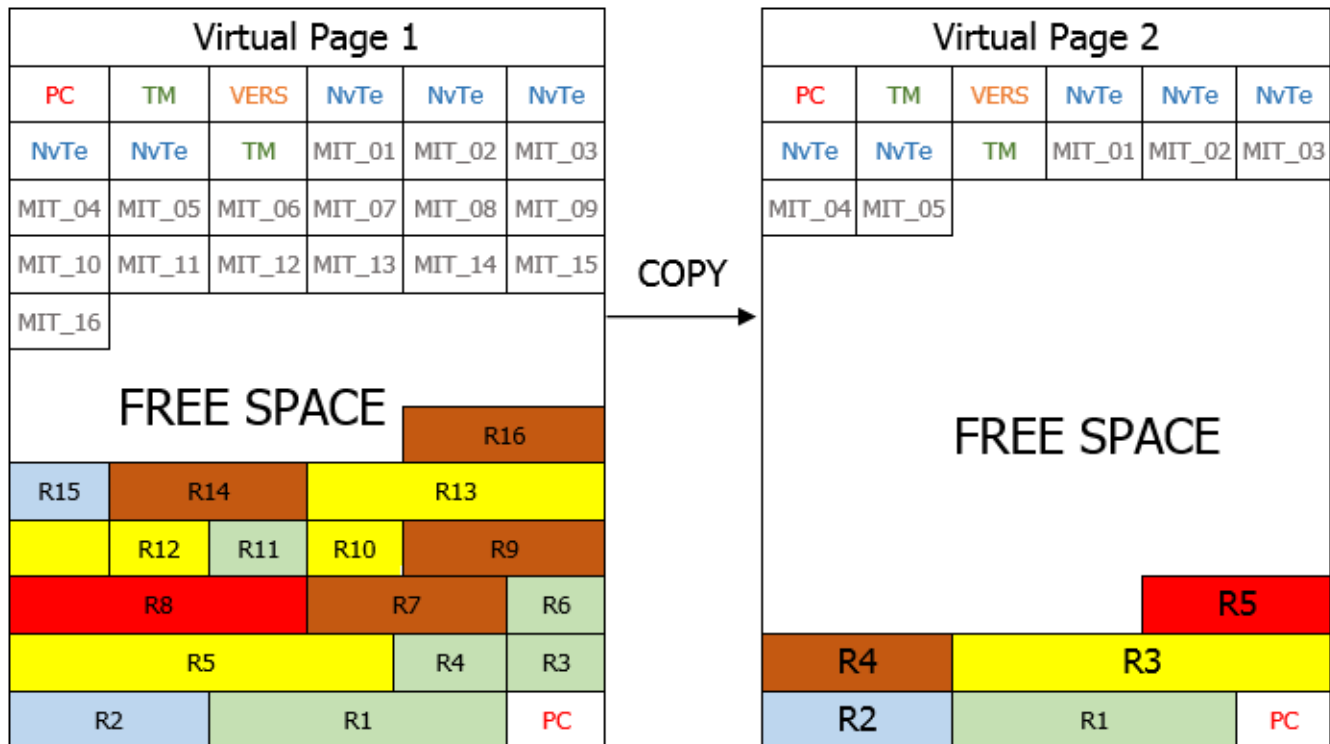 Virtual Page 1
PC TM VERS NvTe NvTe NvTe
NvTe NvTe TM MIT_01 MIT_02 MIT_03
MIT_04 MIT_05 MIT_06 MIT_07 MIT_08 MIT_09
MIT_10 MIT_11 MIT_12 MIT_13 MIT_14 MIT_15
MIT_16
FREE SPACE
R16
R15 R14 R13
R12 R11 R10 R9
R8 R7 R6
R5 R4 R3
R2 R1 PC
COPY
Virtual Page 2
PC TM VERS NvTe NvTe NvTe
NvTe NvTe TM MIT_01 MIT_02 MIT_03
MIT_04 MIT_05
FREE SPACE
R5
R4 R3
R2 R1 PC